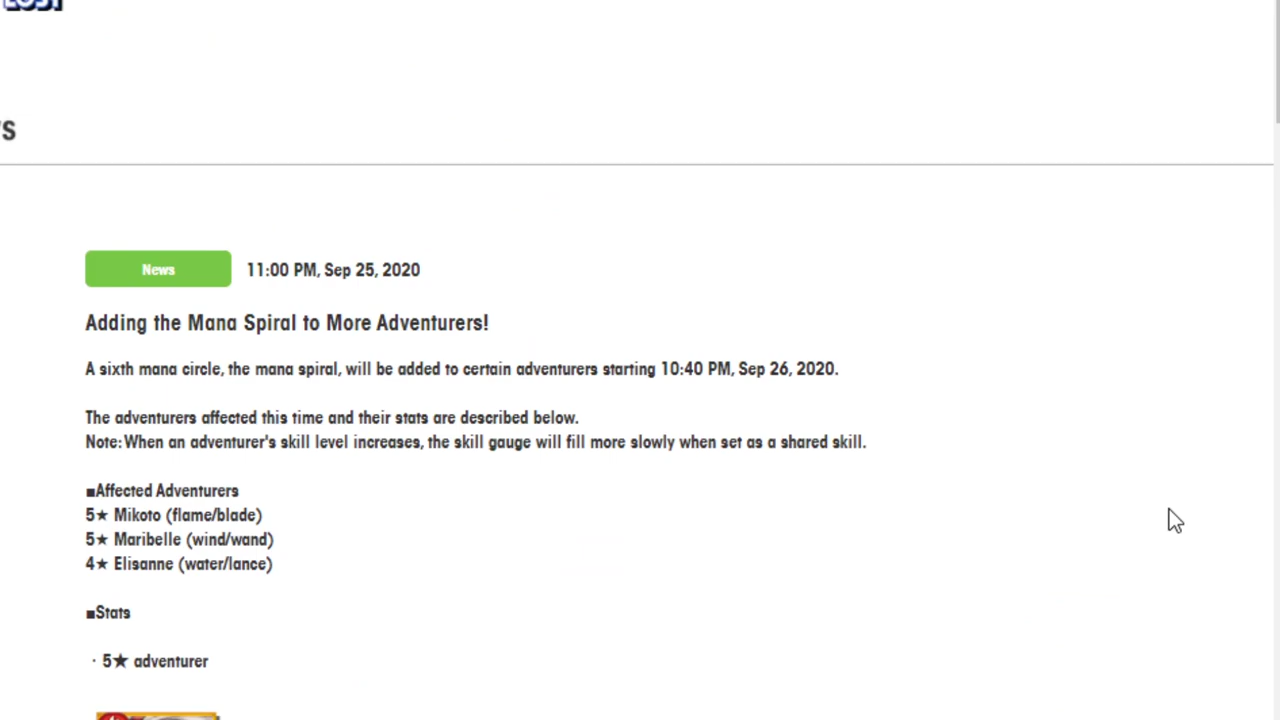 LOST
News 11:00 PM, Sep 25, 2020
Adding the Mana Spiral to More Adventurers!
A sixth mana circle, the mana spiral, will be added to certain adventurers starting 10:40 PM, Sep 26, 2020.
The adventurers affected this time and their stats are described below.
Note: When an adventurer's skill level increases, the skill gauge will fill more slowly when set as a shared skill.
■Affected Adventurers
5★ Mikoto (flame/blade)
5★ Maribelle (wind/wand)
4★ Elisanne (water/lance)
■Stats
・5★ adventurer